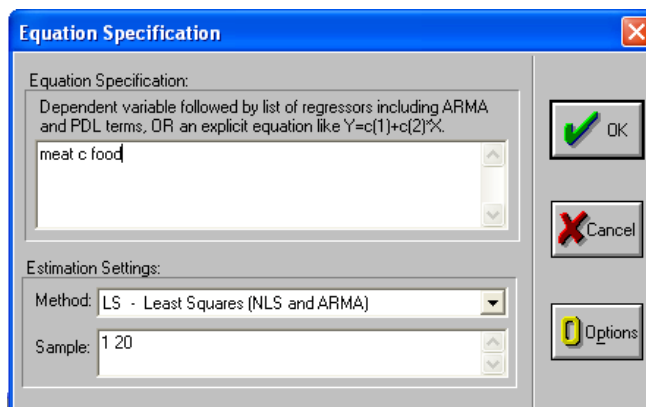 Equation Specification
Equation Specification:
Dependent variable followed by list of regressors including ARMA
and PDL terms, OR an explicit equation like Y=c(1)+c(2)*X.
meat c food
OK
Cancel
Estimation Settings:
Method: LS - Least Squares (NLS and ARMA)
Sample: 1 20
Options